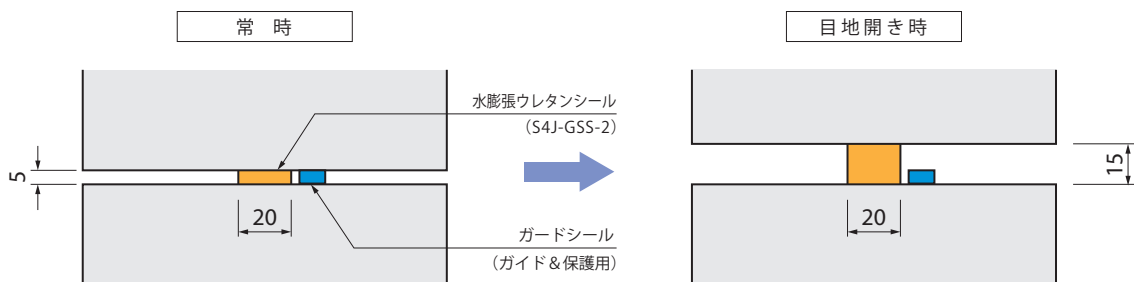 常時
目地開き時
水膨張ウレタンシール
（S4J-GSS-2）
5
20
ガードシール
（ガイド＆保護用）
15
20